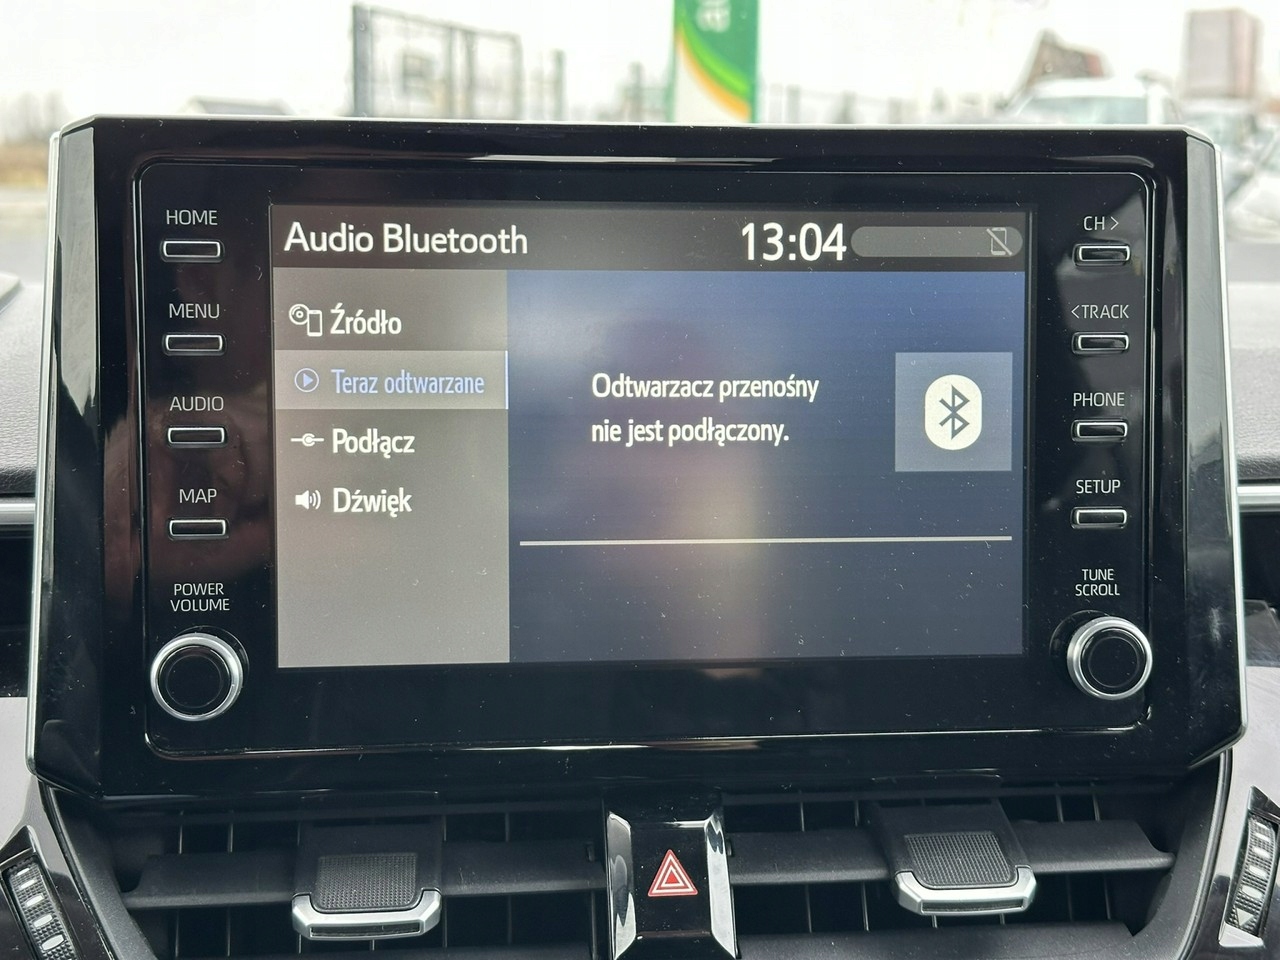 HOME
MENU
AUDIO
MAP
POWER
VOLUME
Audio Bluetooth
13:04
Źródło
Teraz odtwarzane
Podłącz
Dźwięk
Odtwarzacz przenośny
nie jest podłączony.
CH >
< TRACK
PHONE
SETUP
TUNE
SCROLL